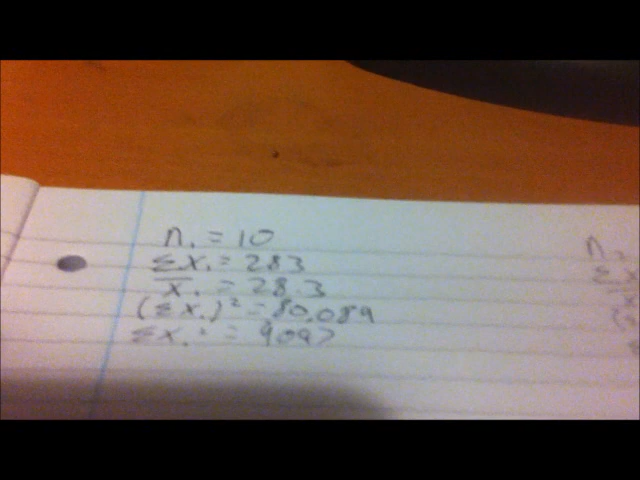 n₁ = 10
ΣX₁ = 283
X̄₁ = 28.3
(ΣX₁)² = 80,089
ΣX₁² = 9097